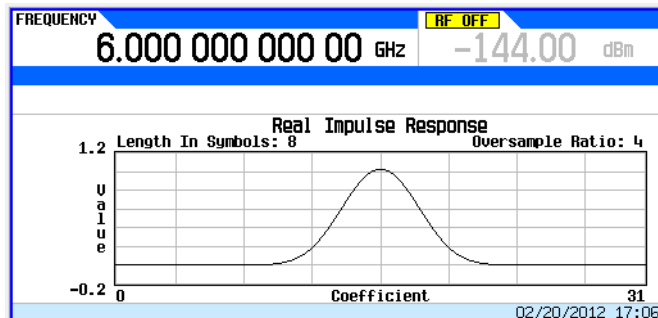 FREQUENCY
RF OFF
6.000 000 000 00 GHz
-144.00 dBm
Real Impulse Response
Length In Symbols: 8
Oversample Ratio: 4
1.2
Value
-0.2
0
Coefficient
31
02/20/2012 17:06